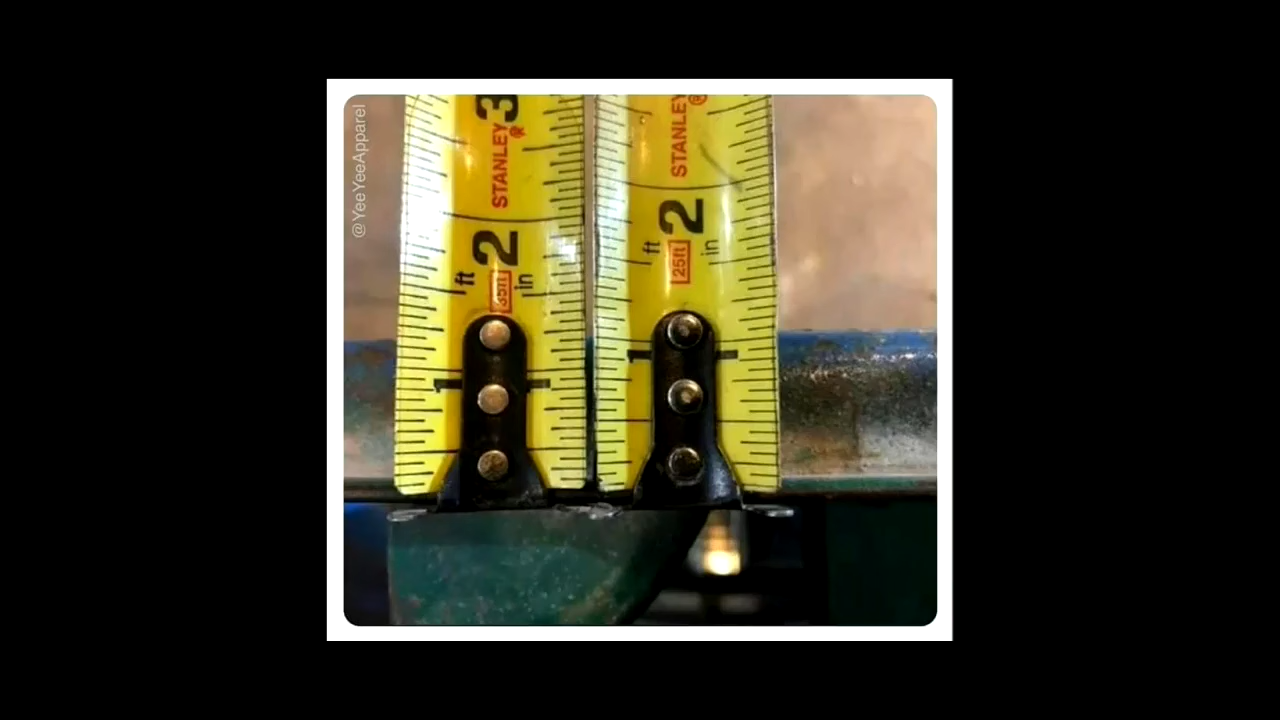 @YeeYeeApparel
3
STANLEY®
2
ft
35ft
in
1
STANLEY®
2
ft
25ft
in
1